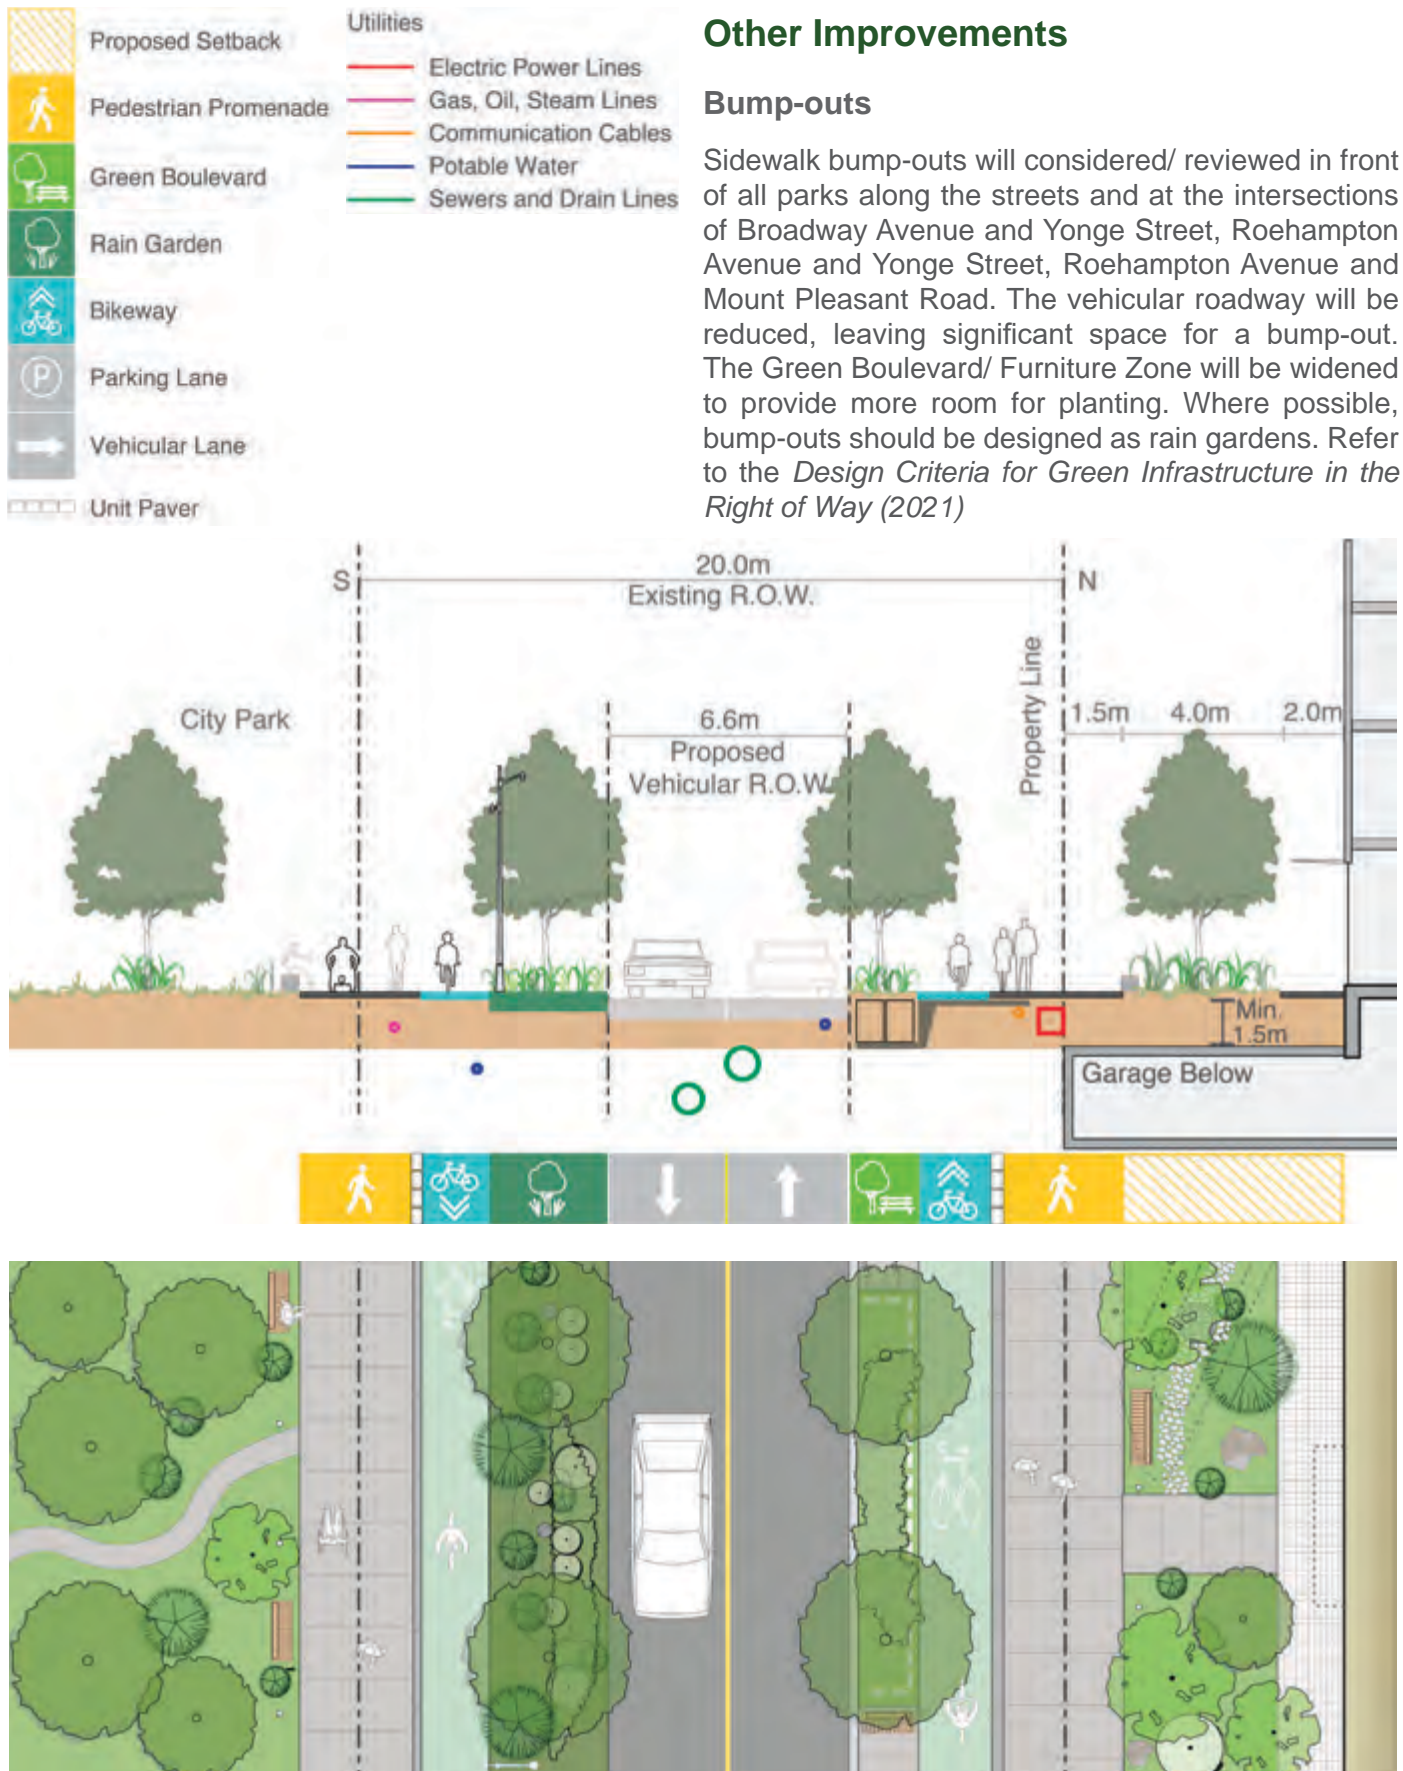 Proposed Setback
Pedestrian Promenade
Green Boulevard
Rain Garden
Bikeway
P
Parking Lane
Vehicular Lane
Unit Paver
Utilities
Electric Power Lines
Gas, Oil, Steam Lines
Communication Cables
Potable Water
Sewers and Drain Lines
Other Improvements
Bump-outs
Sidewalk bump-outs will considered/ reviewed in front
of all parks along the streets and at the intersections
of Broadway Avenue and Yonge Street, Roehampton
Avenue and Yonge Street, Roehampton Avenue and
Mount Pleasant Road. The vehicular roadway will be
reduced, leaving significant space for a bump-out.
The Green Boulevard/ Furniture Zone will be widened
to provide more room for planting. Where possible,
bump-outs should be designed as rain gardens. Refer
to the Design Criteria for Green Infrastructure in the
Right of Way (2021)
S
20.0m
Existing R.O.W.
N
City Park
6.6m
Proposed
Vehicular R.O.W.
Property Line
1.5m
4.0m
2.0m
Min.
1.5m
Garage Below